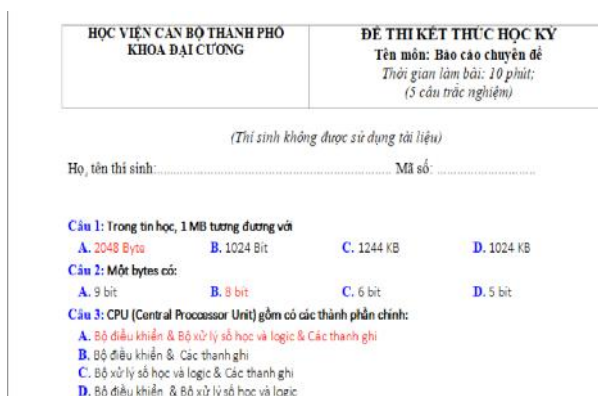 HỌC VIỆN CÁN BỘ THÀNH PHỐ
KHOA ĐẠI CƯƠNG
ĐỀ THI KẾT THÚC HỌC KỲ
Tên môn: Báo cáo chuyên đề
Thời gian làm bài: 10 phút;
(5 câu trắc nghiệm)
(Thí sinh không được sử dụng tài liệu)
Họ, tên thí sinh:.......................................................................... Mã số: ..............................
Câu 1: Trong tin học, 1 MB tương đương với
A. 2048 Byte B. 1024 Bit C. 1244 KB D. 1024 KB
Câu 2: Một bytes có:
A. 9 bit B. 8 bit C. 6 bit D. 5 bit
Câu 3: CPU (Central Proccessor Unit) gồm có các thành phần chính:
A. Bộ điều khiển & Bộ xử lý số học và logic & Các thanh ghi
B. Bộ điều khiển & Các thanh ghi
C. Bộ xử lý số học và logic & Các thanh ghi
D. Bộ điều khiển & Bộ xử lý số học và logic